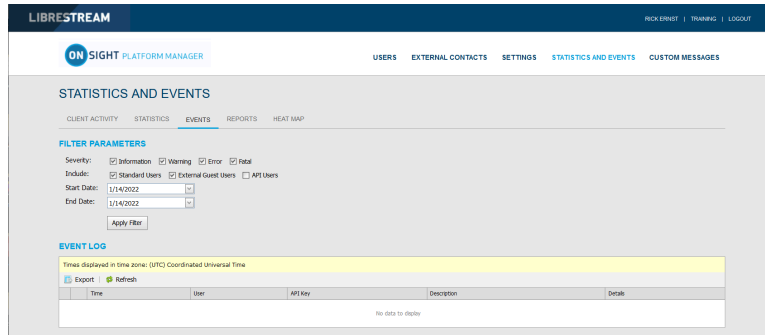 LIBRESTREAM
RICK ERNST | TRAINING | LOGOUT
ON SIGHT PLATFORM MANAGER
USERS EXTERNAL CONTACTS SETTINGS STATISTICS AND EVENTS CUSTOM MESSAGES
STATISTICS AND EVENTS
CLIENT ACTIVITY STATISTICS EVENTS REPORTS HEAT MAP
FILTER PARAMETERS
Severity: Information Warning Error Fatal
Include: Standard Users External Guest Users API Users
Start Date: 1/14/2022
End Date: 1/14/2022
Apply Filter
EVENT LOG
Times displayed in time zone: (UTC) Coordinated Universal Time
Export Refresh
Time User API Key Description Details
No data to display